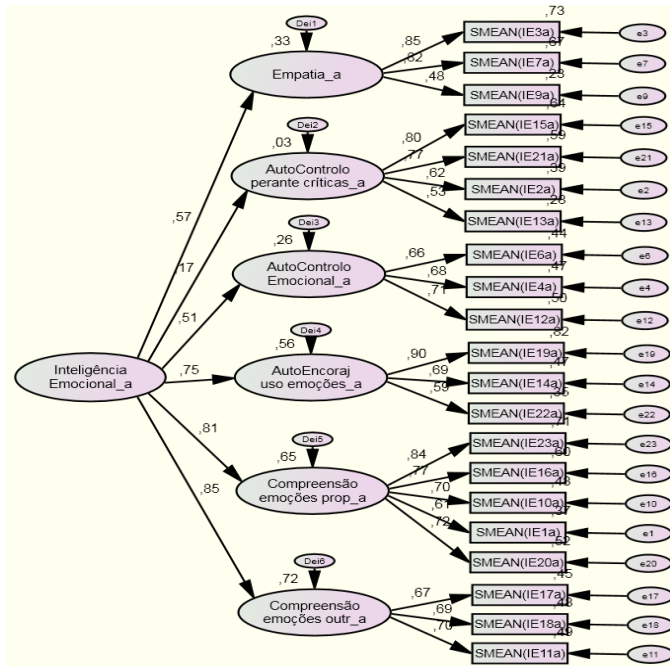 ,73
Dei1
,33
,85
SMEAN(IE3a)
e3
,67
Empatia_a
,82
SMEAN(IE7a)
e7
,23
,48
SMEAN(IE9a)
e9
,64
Dei2
,80
SMEAN(IE15a)
e15
,59
,03
AutoControlo
perante críticas_a
,77
SMEAN(IE21a)
e21
,39
,62
SMEAN(IE2a)
e2
,28
,53
SMEAN(IE13a)
e13
,44
,57
,17
Dei3
,26
,66
SMEAN(IE6a)
e6
,47
AutoControlo
Emocional_a
,68
SMEAN(IE4a)
e4
,50
,71
SMEAN(IE12a)
e12
,82
,51
Dei4
,56
,90
SMEAN(IE19a)
e19
,47
Inteligência
Emocional_a
,75
AutoEncoraj
uso emoções_a
,69
SMEAN(IE14a)
e14
,35
,59
SMEAN(IE22a)
e22
,71
,81
Dei5
,65
,84
SMEAN(IE23a)
e23
,60
,77
SMEAN(IE16a)
e16
,48
Compreensão
emoções prop_a
,70
SMEAN(IE10a)
e10
,37
,61
SMEAN(IE1a)
e1
,52
,72
SMEAN(IE20a)
e20
,45
,85
Dei6
,72
,67
SMEAN(IE17a)
e17
,48
Compreensão
emoções outr_a
,69
SMEAN(IE18a)
e18
,49
,70
SMEAN(IE11a)
e11